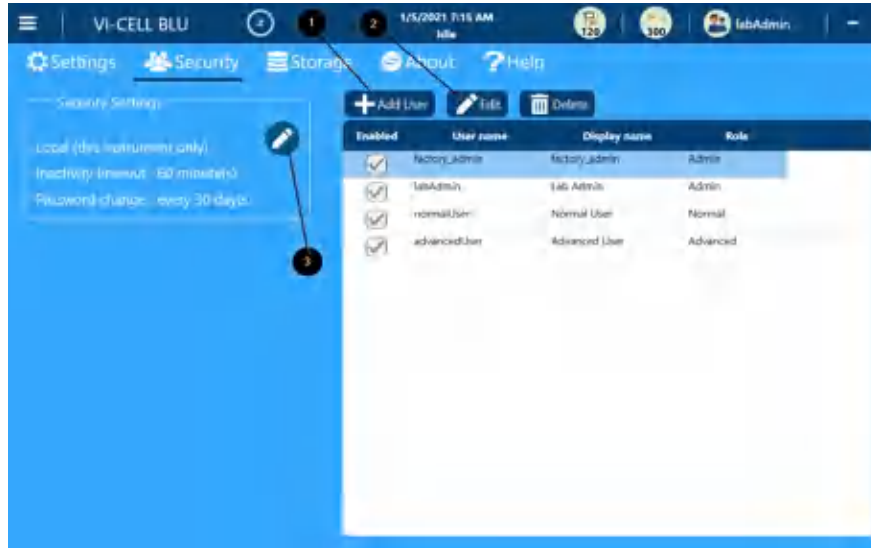 VI-CELL BLU
1
2
1/5/2021 7:15 AM
Idle
120
300
labAdmin
Settings
Security
Storage
About
Help
Security Settings
Local (this instrument only)
Inactivity timeout 60 minute(s)
Password change every 30 day(s)
3
Add User
Edit
Delete
Enabled User name Display name Role
factory_admin factory_admin Admin
labAdmin Lab Admin Admin
normalUser Normal User Normal
advancedUser Advanced User Advanced